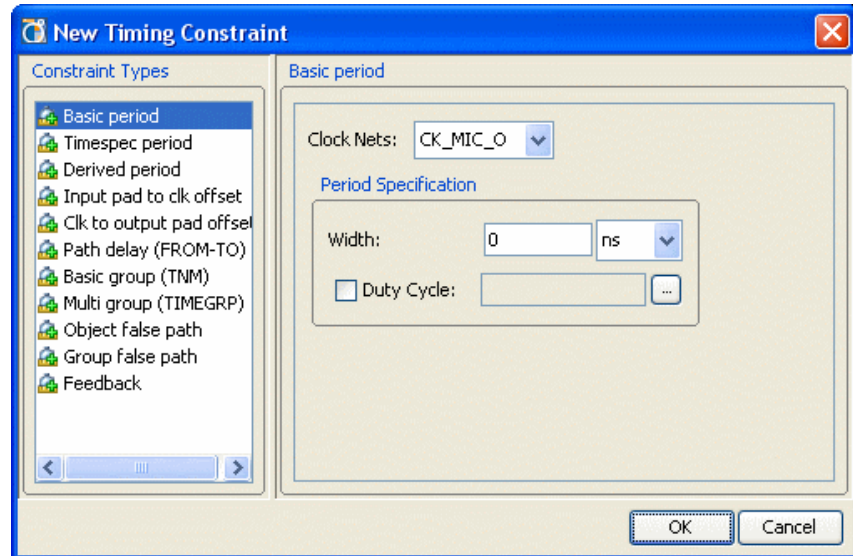 New Timing Constraint
Constraint Types
Basic period
Timespec period
Derived period
Input pad to clk offset
Clk to output pad offset
Path delay (FROM-TO)
Basic group (TNM)
Multi group (TIMEGRP)
Object false path
Group false path
Feedback
Basic period
Clock Nets: CK_MIC_O
Period Specification
Width: 0 ns
Duty Cycle: ...
OK Cancel